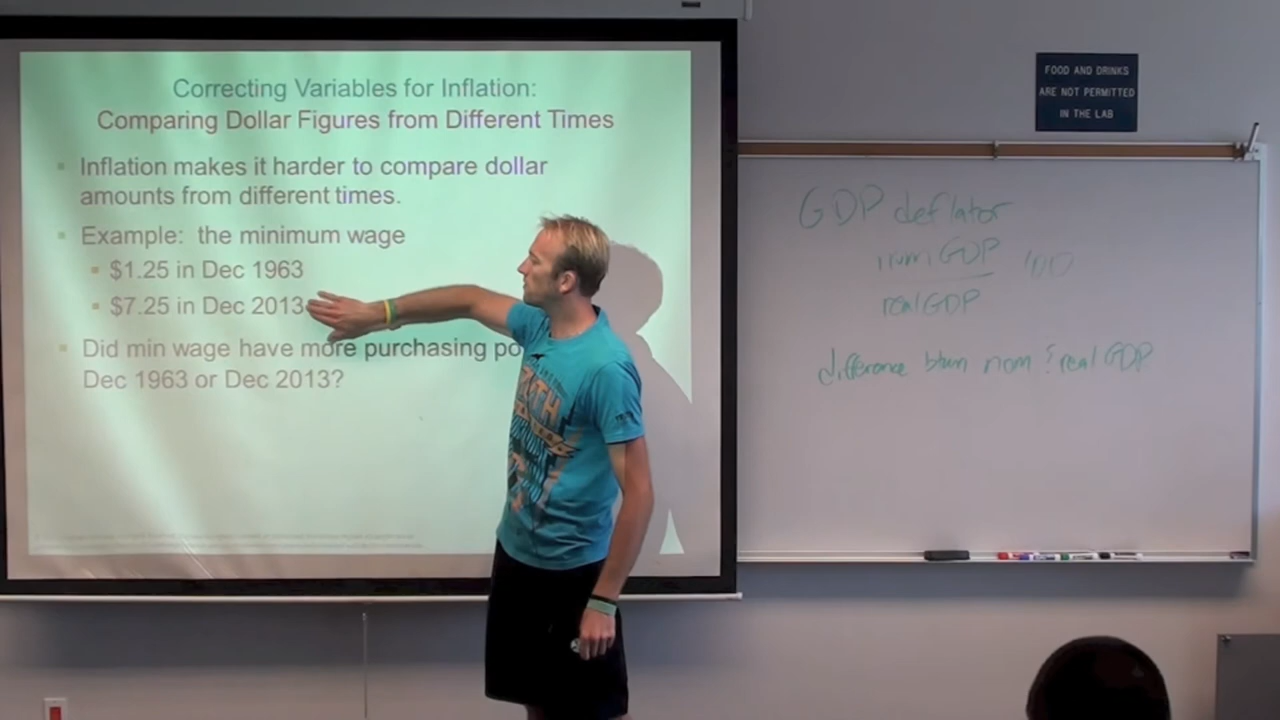 Correcting Variables for Inflation:
Comparing Dollar Figures from Different Times
▪ Inflation makes it harder to compare dollar
amounts from different times.
▪ Example: the minimum wage
▪ $1.25 in Dec 1963
▪ $7.25 in Dec 2013
▪ Did min wage have more purchasing po
Dec 1963 or Dec 2013?
FOOD AND DRINKS
ARE NOT PERMITTED
IN THE LAB
GDP deflator
nom GDP 100
real GDP
difference btwn nom & real GDP